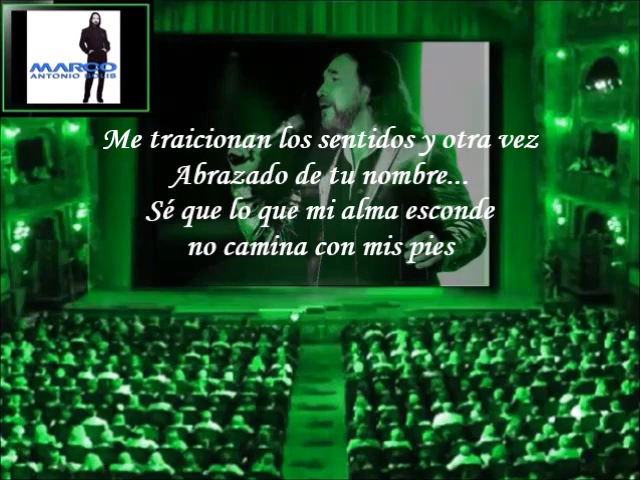 MARCO
ANTONIO SOLIS
Me traicionan los sentidos y otra vez
Abrazado de tu nombre...
Sé que lo que mi alma esconde
no camina con mis pies